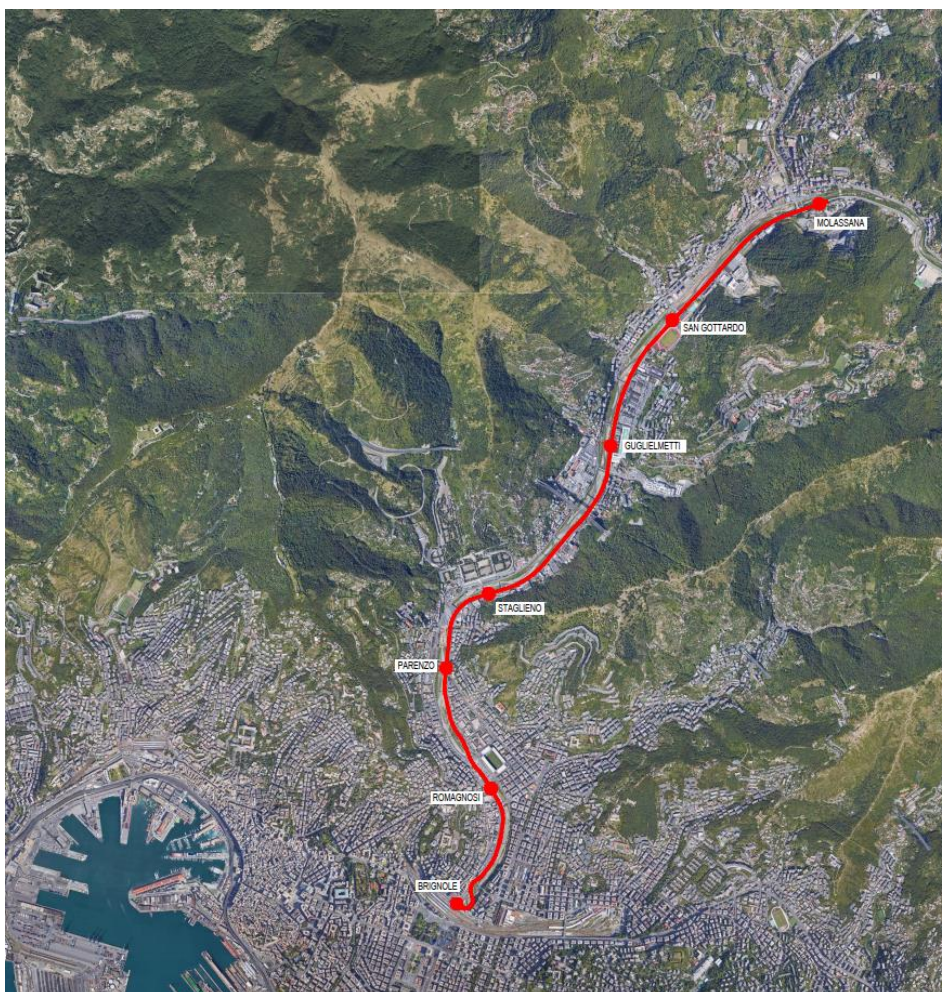 MOLASSANA
SAN GOTTARDO
GUGLIELMETTI
STAGLIENO
PARENZO
ROMAGNOSI
BRIGNOLE